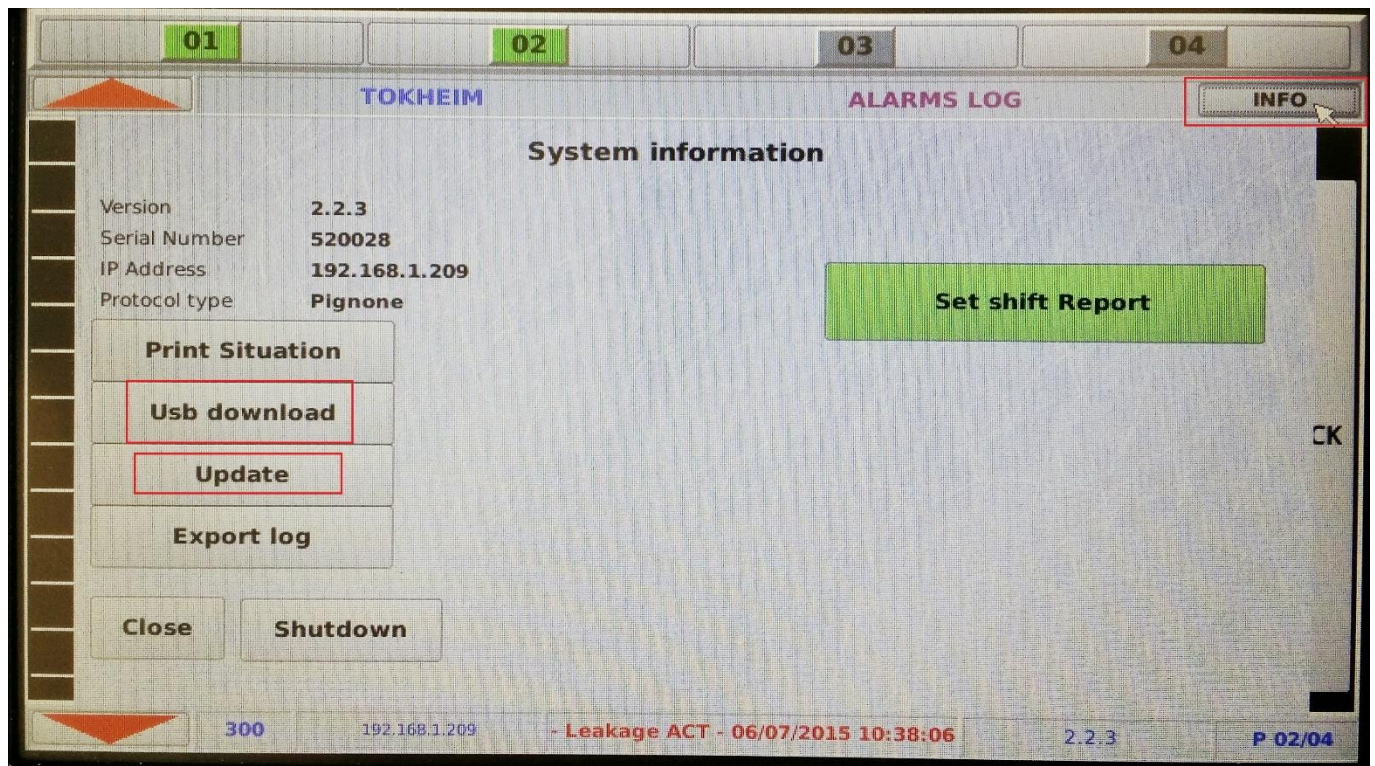 01 02 03 04
TOKHEIM ALARMS LOG INFO
System information
Version 2.2.3
Serial Number 520028
IP Address 192.168.1.209
Protocol type Pignone
Set shift Report
Print Situation
Usb download
CK
Update
Export log
Close Shutdown
300 192.168.1.209 - Leakage ACT - 06/07/2015 10:38:06 2.2.3 P 02/04